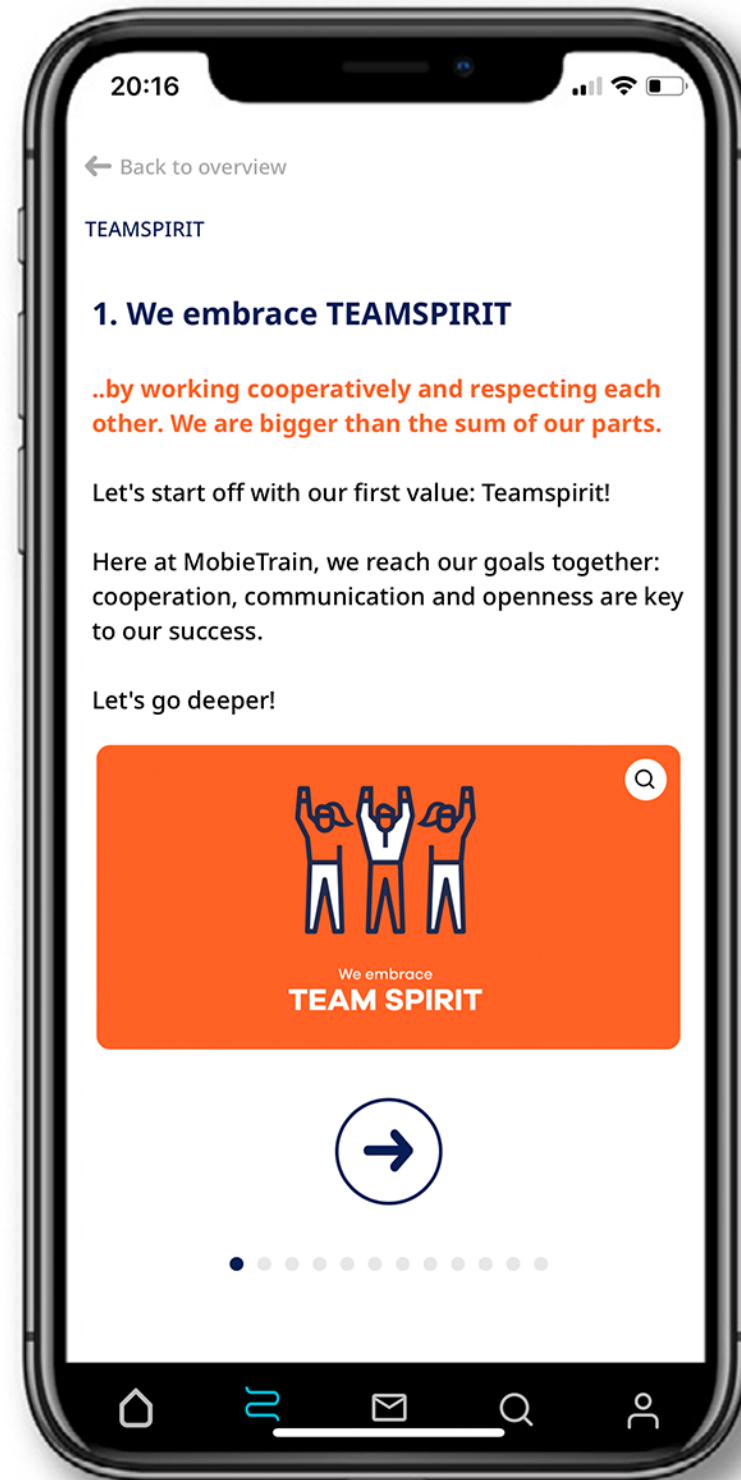 20:16
Back to overview
TEAMSPIRIT
1. We embrace TEAMSPIRIT
..by working cooperatively and respecting each
other. We are bigger than the sum of our parts.
Let's start off with our first value: Teamspirit!
Here at MobieTrain, we reach our goals together:
cooperation, communication and openness are key
to our success.
Let's go deeper!
We embrace
TEAM SPIRIT